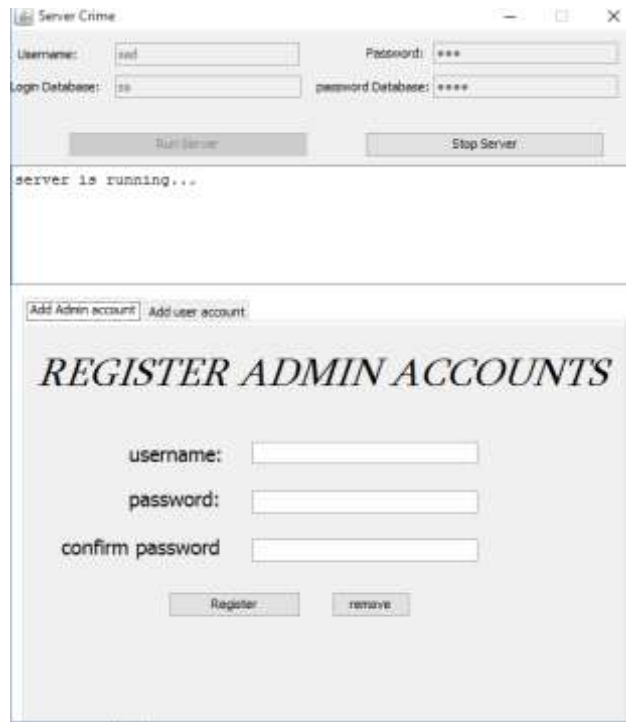 Server Crime
Username: Password: ***
Login Database: sa password Database: ****
Run Server Stop Server
server is running...
Add Admin account Add user account
REGISTER ADMIN ACCOUNTS
username:
password:
confirm password
Register remove